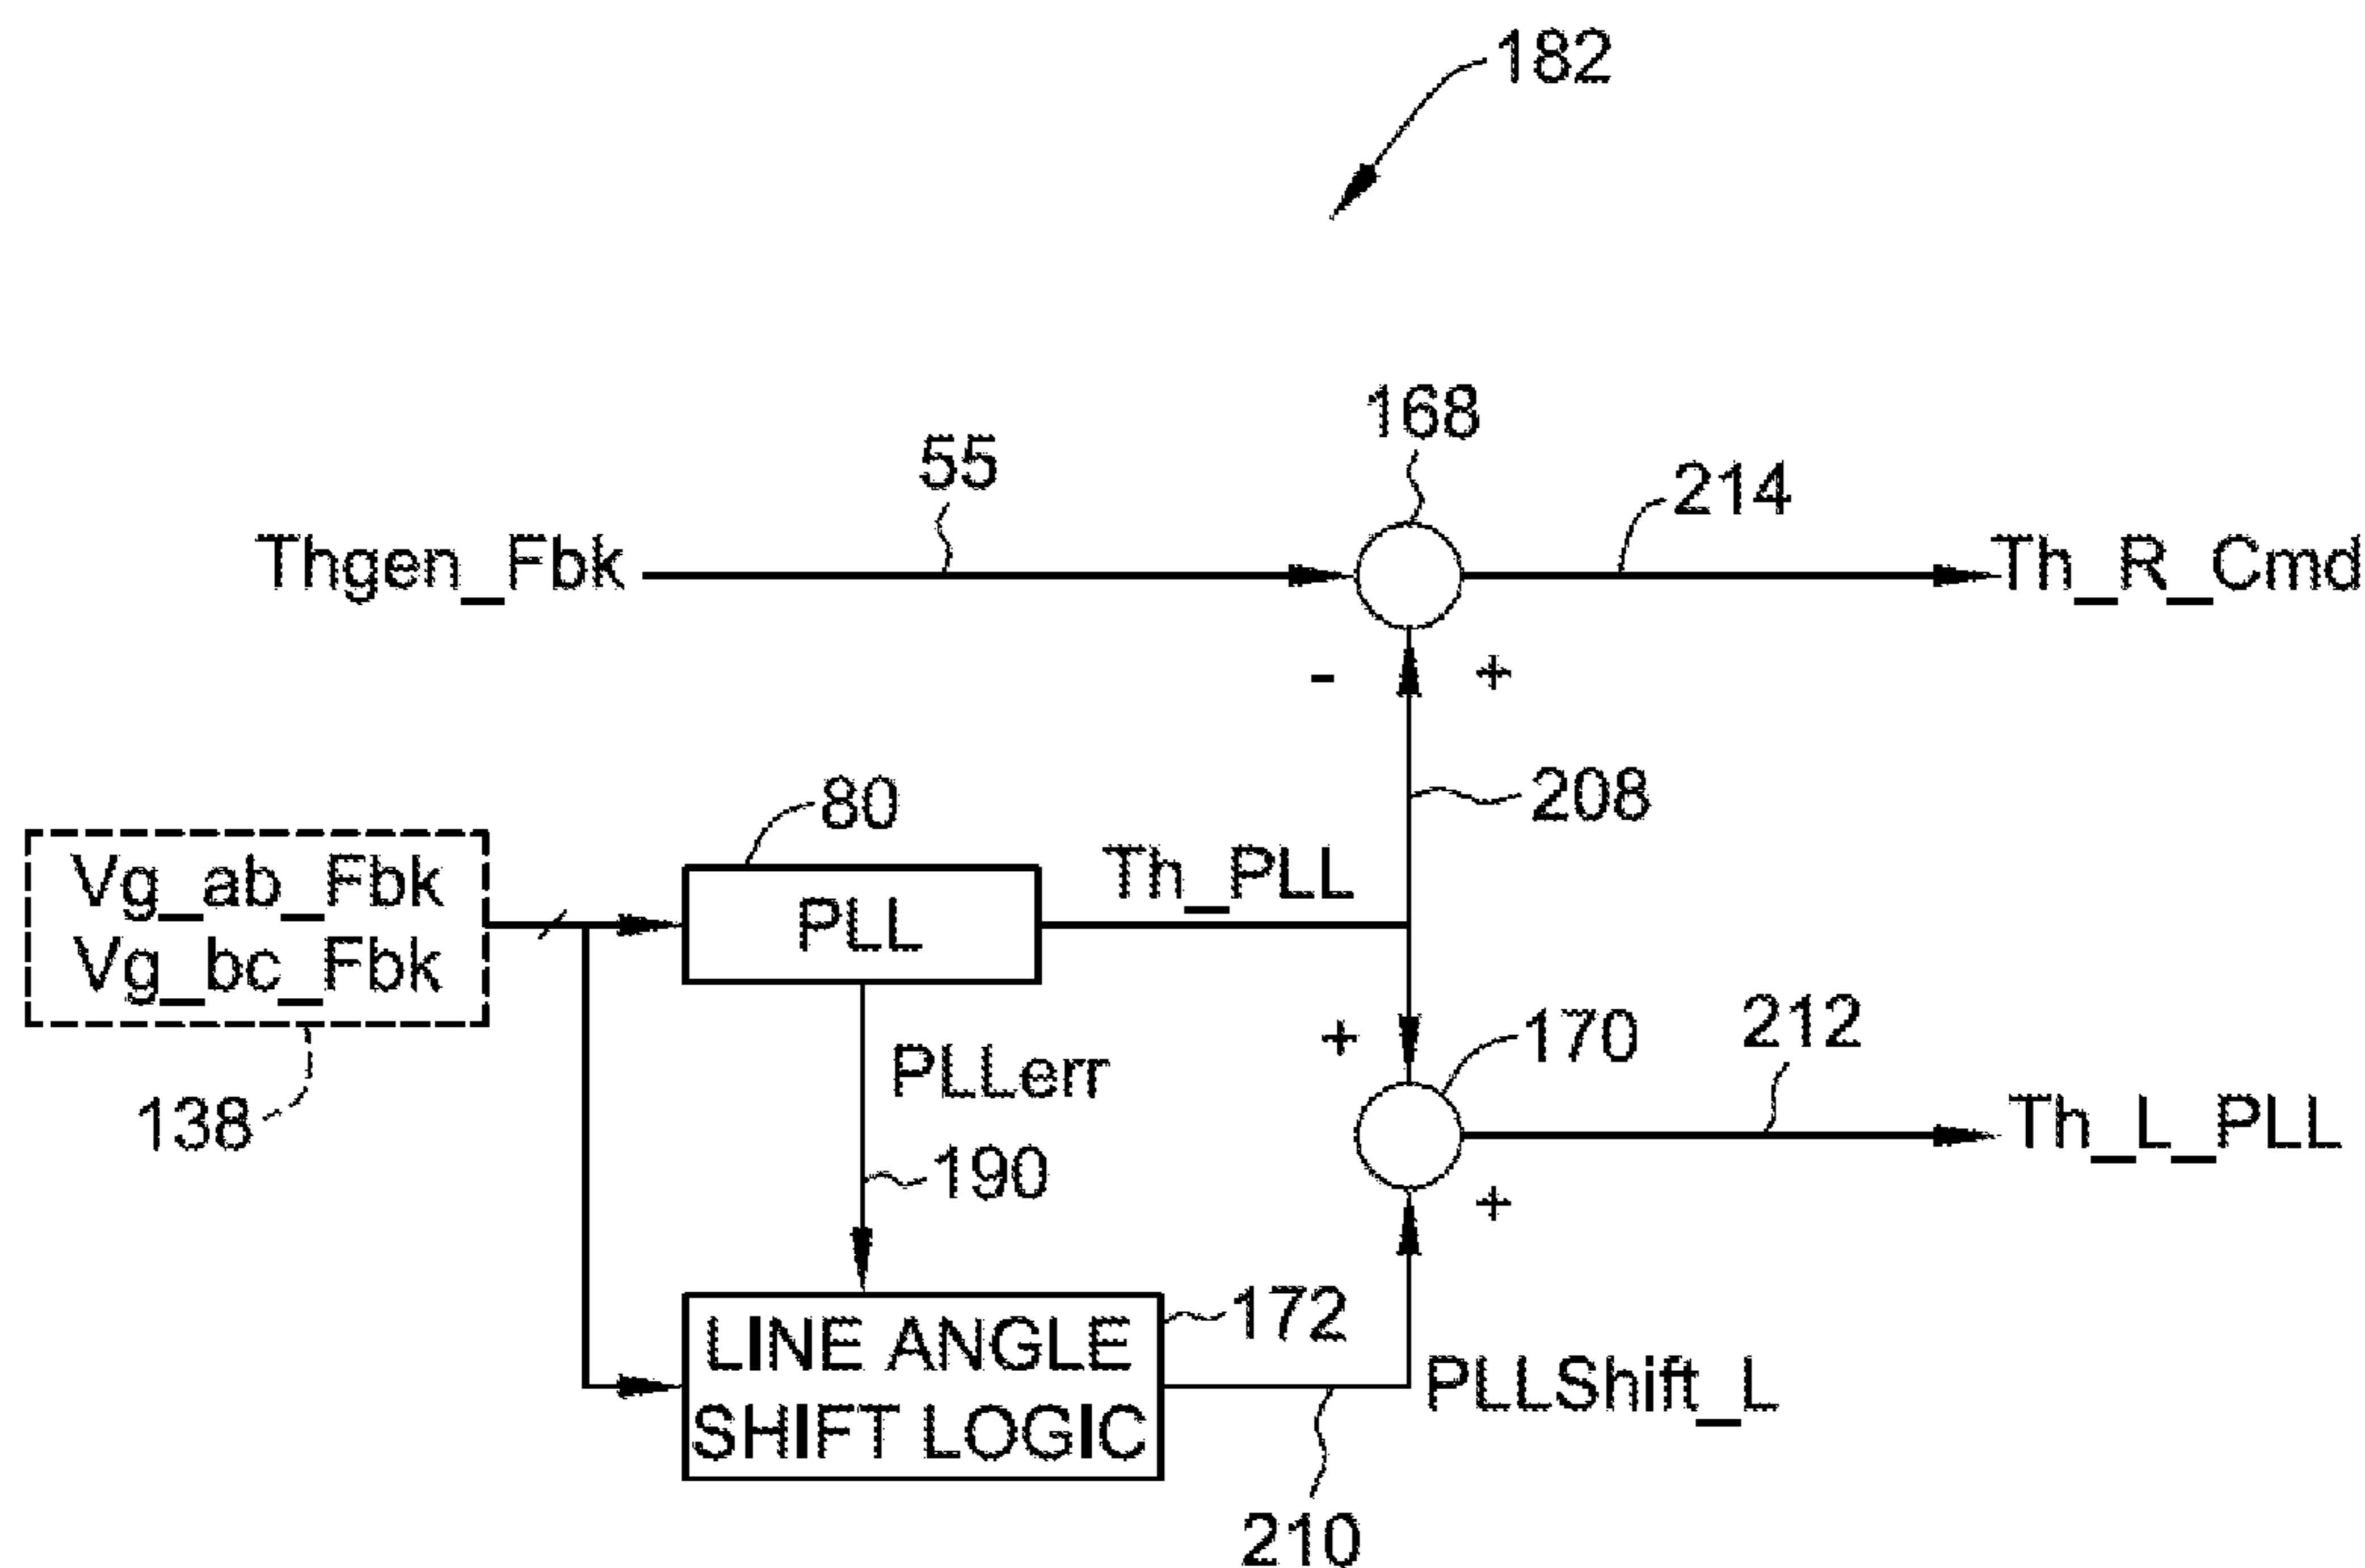 182
168
55
214
Thgen_Fbk
Th_R_Cmd
- +
80
208
Th_PLL
Vg_ab_Fbk
Vg_bc_Fbk
PLL
+
170
212
PLLerr
138
Th_L_PLL
190
+
172
LINE ANGLE
SHIFT LOGIC
PLLShift_L
210